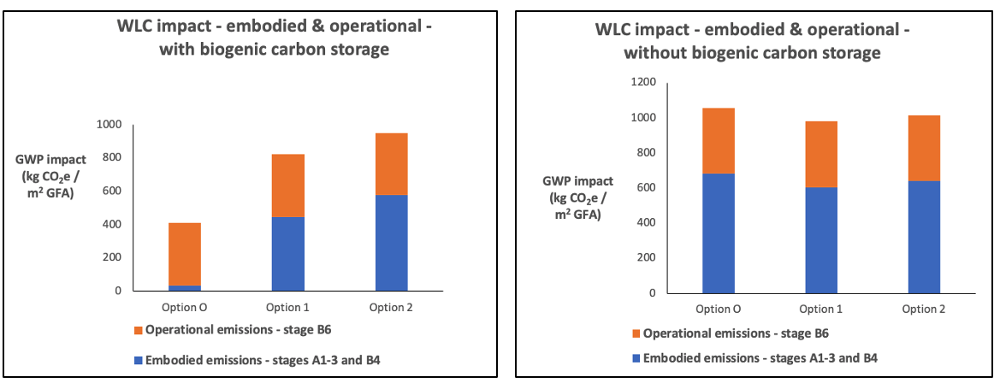 WLC impact - embodied & operational -
with biogenic carbon storage
GWP impact
(kg CO₂e /
m² GFA)
1000
800
600
400
200
0
Option O
Option 1
Option 2
Operational emissions - stage B6
Embodied emissions - stages A1-3 and B4
WLC impact - embodied & operational -
without biogenic carbon storage
GWP impact
(kg CO₂e /
m² GFA)
1200
1000
800
600
400
200
0
Option O
Option 1
Option 2
Operational emissions - stage B6
Embodied emissions - stages A1-3 and B4